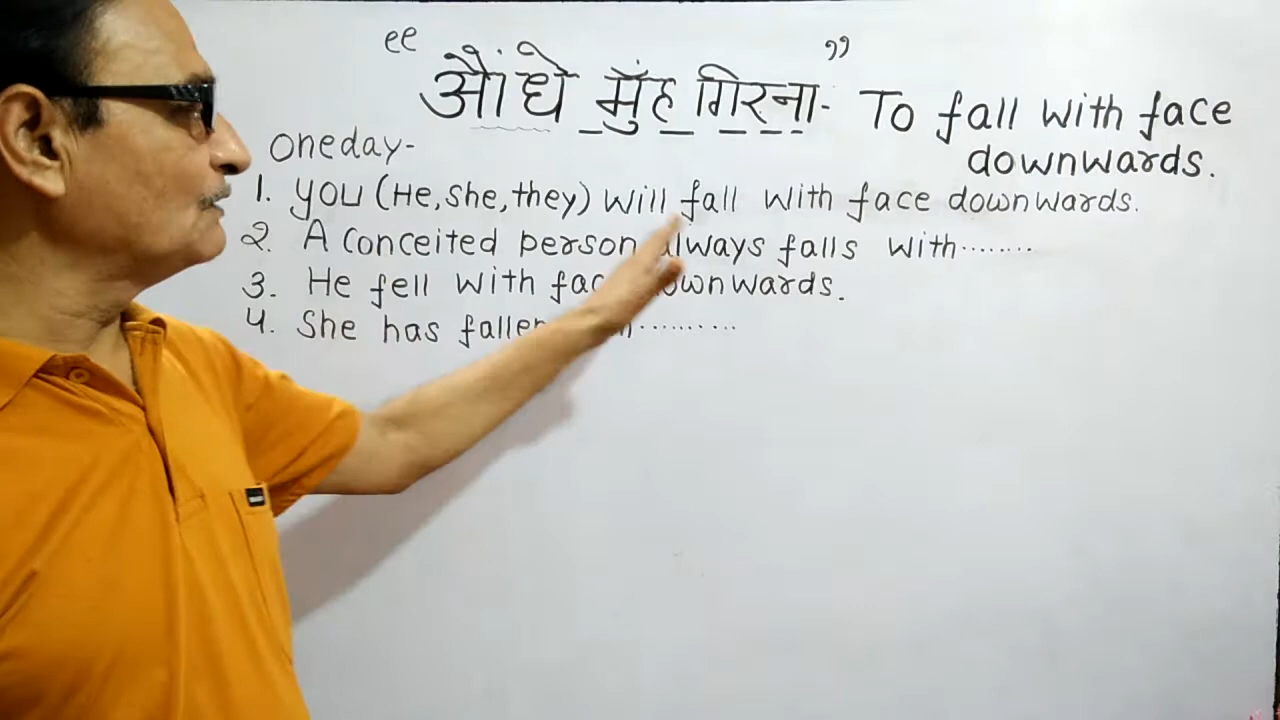 “ औंधे मुँह गिरना - ” To fall with face
downwards.
Oneday-
1. You (He, She, they) will fall with face downwards.
2. A conceited person always falls with........
3. He fell with face downwards.
4. She has fallen with.........